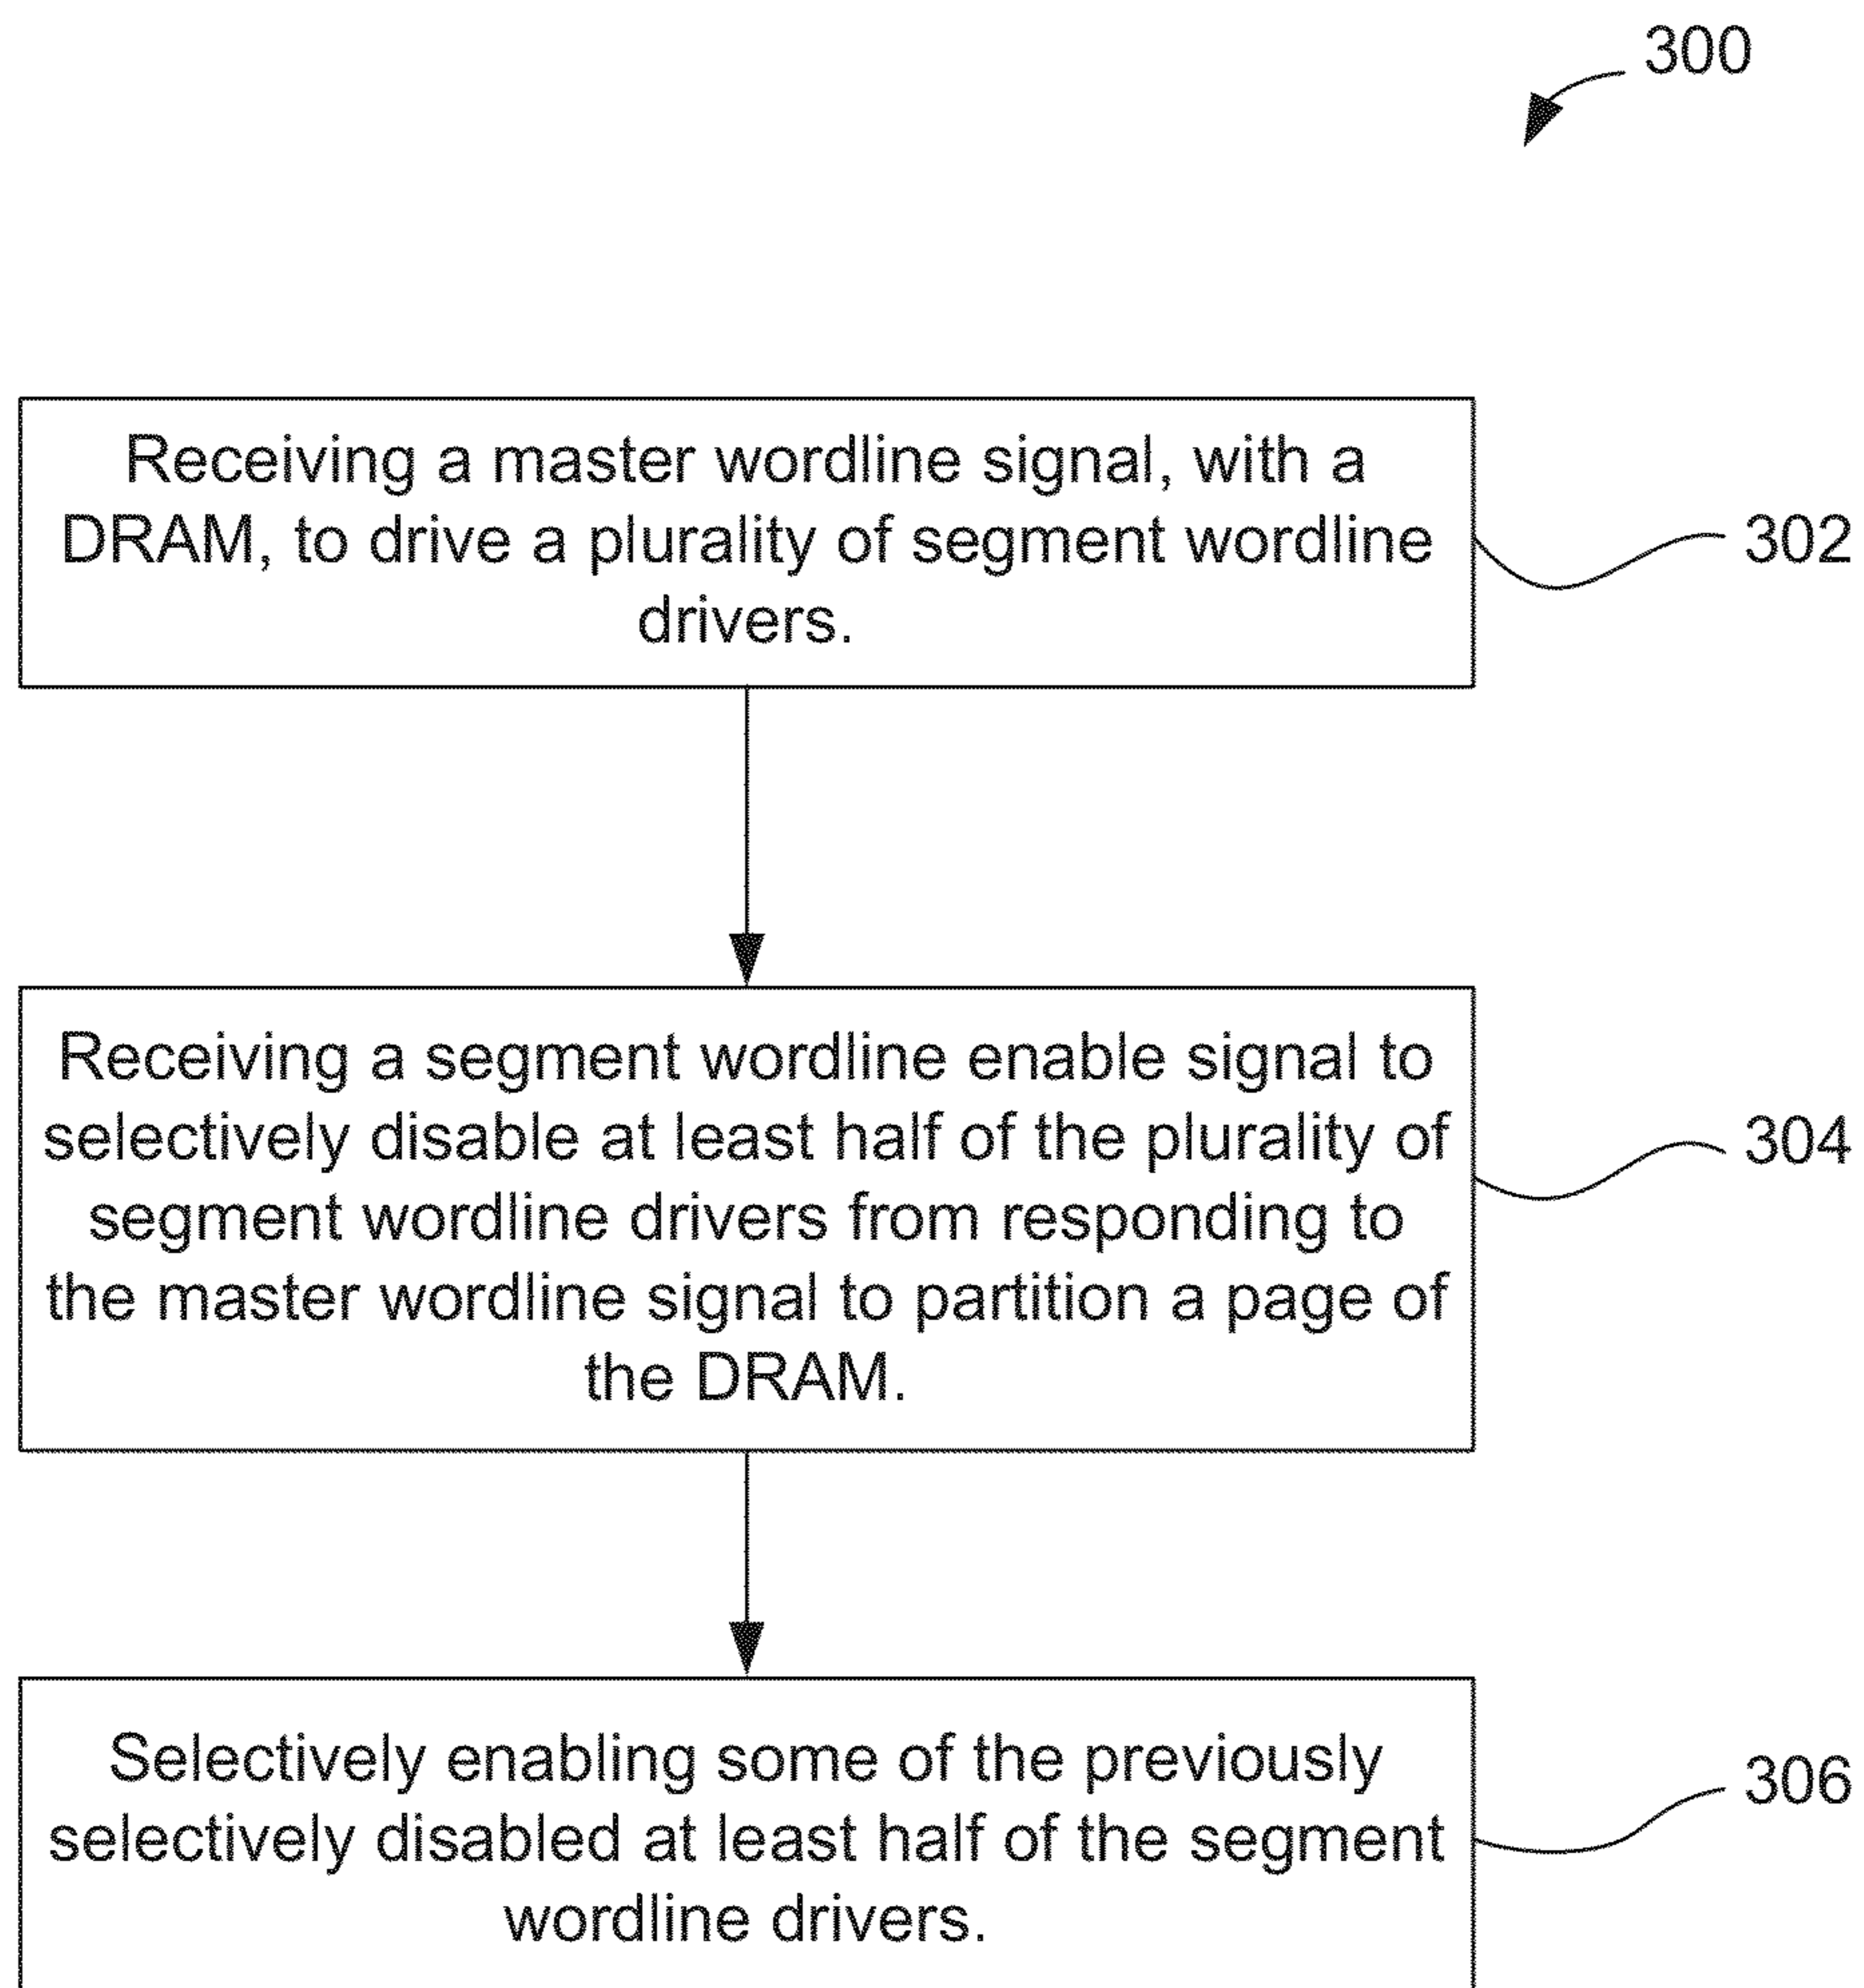 300
Receiving a master wordline signal, with a
DRAM, to drive a plurality of segment wordline
drivers.
302
Receiving a segment wordline enable signal to
selectively disable at least half of the plurality of
segment wordline drivers from responding to
the master wordline signal to partition a page of
the DRAM.
304
Selectively enabling some of the previously
selectively disabled at least half of the segment
wordline drivers.
306